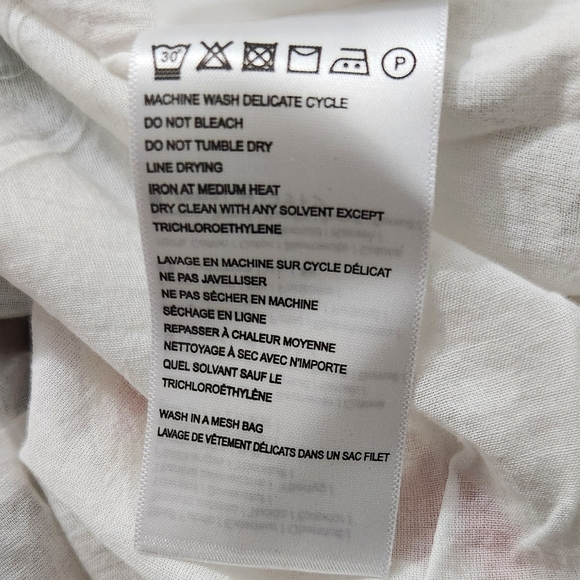 30°
P
MACHINE WASH DELICATE CYCLE
DO NOT BLEACH
DO NOT TUMBLE DRY
LINE DRYING
IRON AT MEDIUM HEAT
DRY CLEAN WITH ANY SOLVENT EXCEPT
TRICHLOROETHYLENE
LAVAGE EN MACHINE SUR CYCLE DÉLICAT
NE PAS JAVELLISER
NE PAS SÉCHER EN MACHINE
SÉCHAGE EN LIGNE
REPASSER À CHALEUR MOYENNE
NETTOYAGE À SEC AVEC N'IMPORTE
QUEL SOLVANT SAUF LE
TRICHLOROÉTHYLÈNE
WASH IN A MESH BAG
LAVAGE DE VÊTEMENT DÉLICATS DANS UN SAC FILET